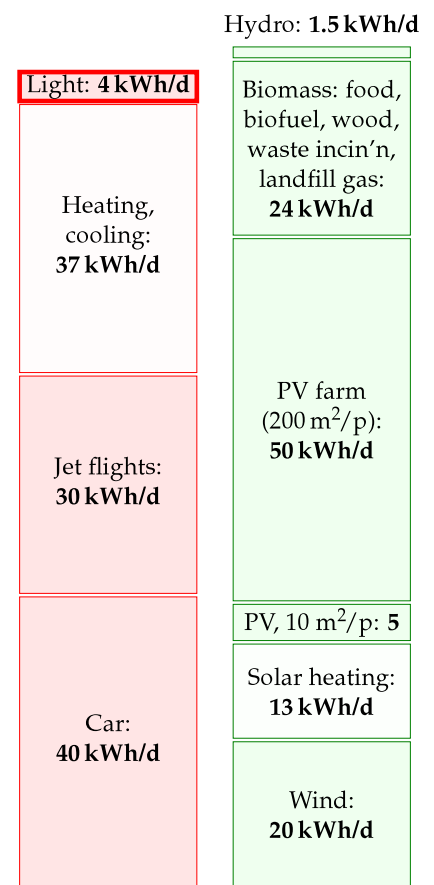 Light: 4 kWh/d
Heating,
cooling:
37 kWh/d
Jet flights:
30 kWh/d
Car:
40 kWh/d
Hydro: 1.5 kWh/d
Biomass: food,
biofuel, wood,
waste incin’n,
landfill gas:
24 kWh/d
PV farm
(200 m²/p):
50 kWh/d
PV, 10 m²/p: 5
Solar heating:
13 kWh/d
Wind:
20 kWh/d